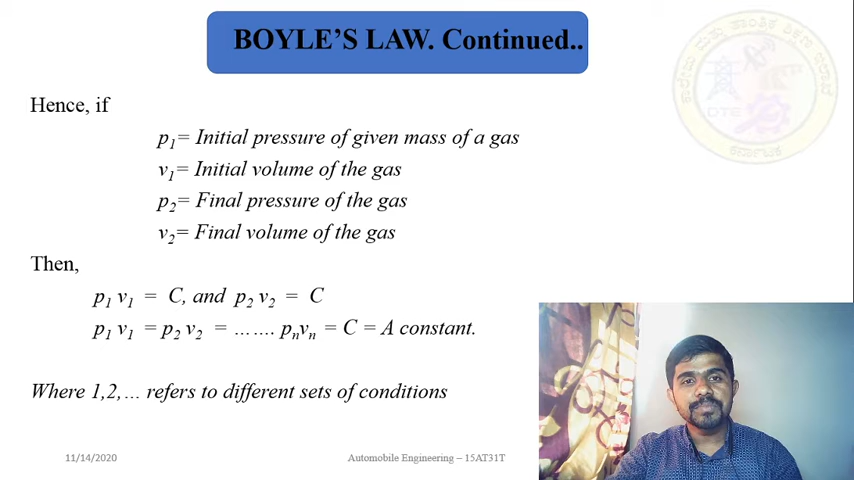 BOYLE’S LAW. Continued..
Hence, if
p1= Initial pressure of given mass of a gas
v1= Initial volume of the gas
p2= Final pressure of the gas
v2= Final volume of the gas
Then,
p1 v1 = C, and p2 v2 = C
p1 v1 = p2 v2 = ……. pnvn = C = A constant.
Where 1,2,… refers to different sets of conditions
11/14/2020
Automobile Engineering – 15AT31T
DTE
ಕರ್ನಾಟಕ